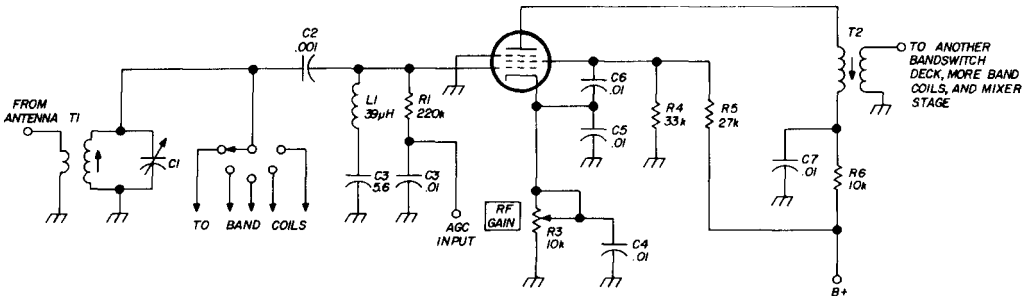 FROM
ANTENNA T1
C1
TO BAND COILS
C2
.001
L1
39µH
R1
220k
C3
5.6
C3
.01
AGC
INPUT
RF
GAIN
R3
10k
C4
.01
C6
.01
C5
.01
R4
33k
R5
27k
T2
TO ANOTHER
BANDSWITCH
DECK, MORE BAND
COILS, AND MIXER
STAGE
C7
.01
R6
10k
B+